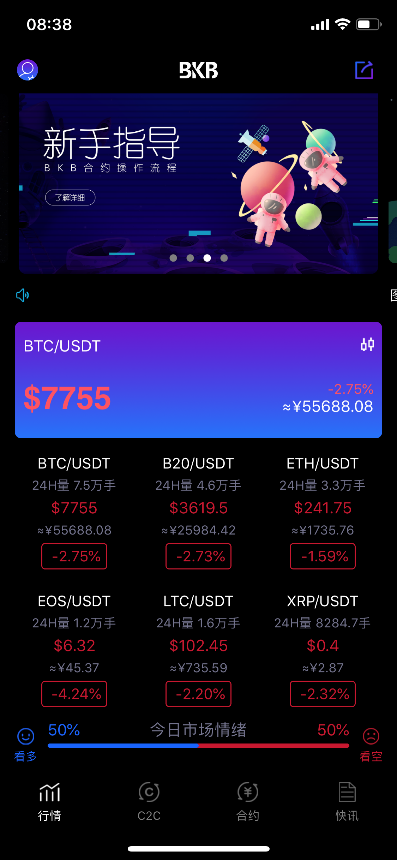 08:38
BKB
新手指导
BKB合约操作流程
了解详细
BTC/USDT
$7755
-2.75%
≈¥55688.08
BTC/USDT
B20/USDT
ETH/USDT
24H量 7.5万手
24H量 4.6万手
24H量 3.3万手
$7755
$3619.5
$241.75
≈¥55688.08
≈¥25984.42
≈¥1735.76
-2.75%
-2.73%
-1.59%
EOS/USDT
LTC/USDT
XRP/USDT
24H量 1.2万手
24H量 1.6万手
24H量 8284.7手
$6.32
$102.45
$0.4
≈¥45.37
≈¥735.59
≈¥2.87
-4.24%
-2.20%
-2.32%
50%
今日市场情绪
50%
看多
看空
行情
C2C
合约
快讯